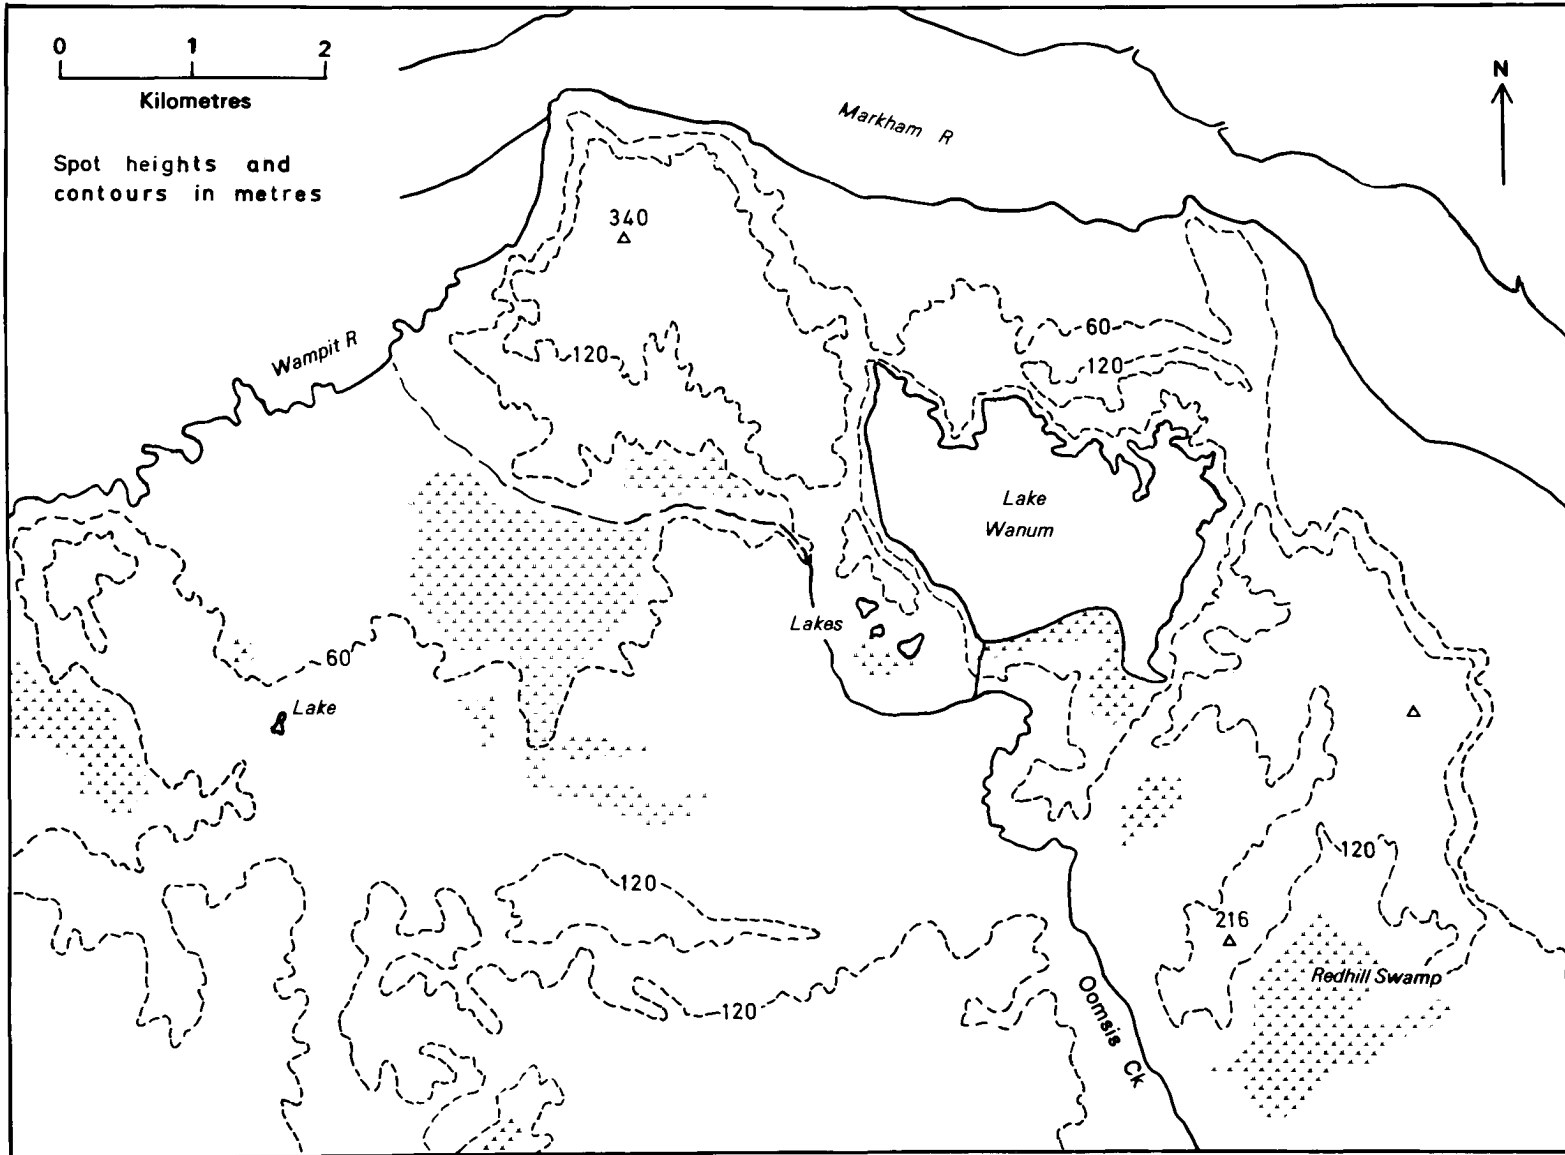 0 1 2
Kilometres
Spot heights and
contours in metres
N
Markham R
340
Wampit R
60
120
120
Lake
Wanum
Lakes
60
Lake
120
120
216
Redhill Swamp
120
Oomsis Ck